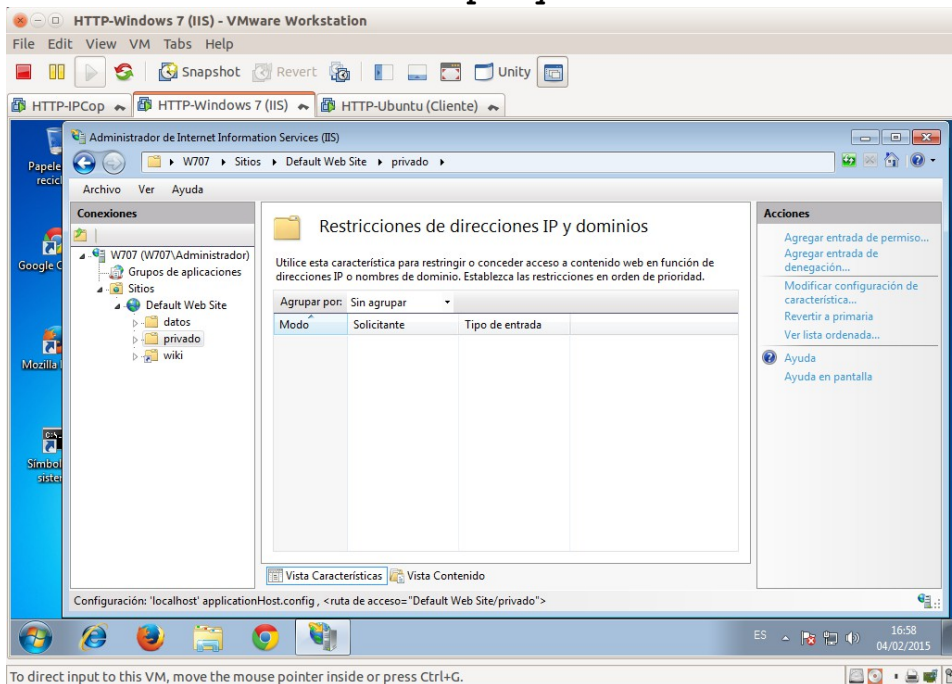 HTTP-Windows 7 (IIS) - VMware Workstation
File Edit View VM Tabs Help
Snapshot Revert Unity
HTTP-IPCop HTTP-Windows 7 (IIS) HTTP-Ubuntu (Cliente)
Administrador de Internet Information Services (IIS)
W707 Sitios Default Web Site privado
Archivo Ver Ayuda
Conexiones
W707 (W707\Administrador)
Grupos de aplicaciones
Sitios
Default Web Site
datos
privado
wiki
Restricciones de direcciones IP y dominios
Utilice esta característica para restringir o conceder acceso a contenido web en función de
direcciones IP o nombres de dominio. Establezca las restricciones en orden de prioridad.
Agrupar por: Sin agrupar
Modo Solicitante Tipo de entrada
Vista Características Vista Contenido
Acciones
Agregar entrada de permiso...
Agregar entrada de
denegación...
Modificar configuración de
característica...
Revertir a primaria
Ver lista ordenada...
Ayuda
Ayuda en pantalla
Configuración: 'localhost' applicationHost.config, <ruta de acceso="Default Web Site/privado">
Papele
recicl
Google C
Mozilla
Símbol
sister
ES 16:58
04/02/2015
To direct input to this VM, move the mouse pointer inside or press Ctrl+G.